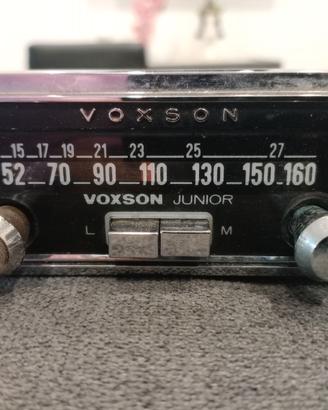 VOXSON
15 17 19 21 23 25 27
52 70 90 110 130 150 160
VOXSON JUNIOR
L M